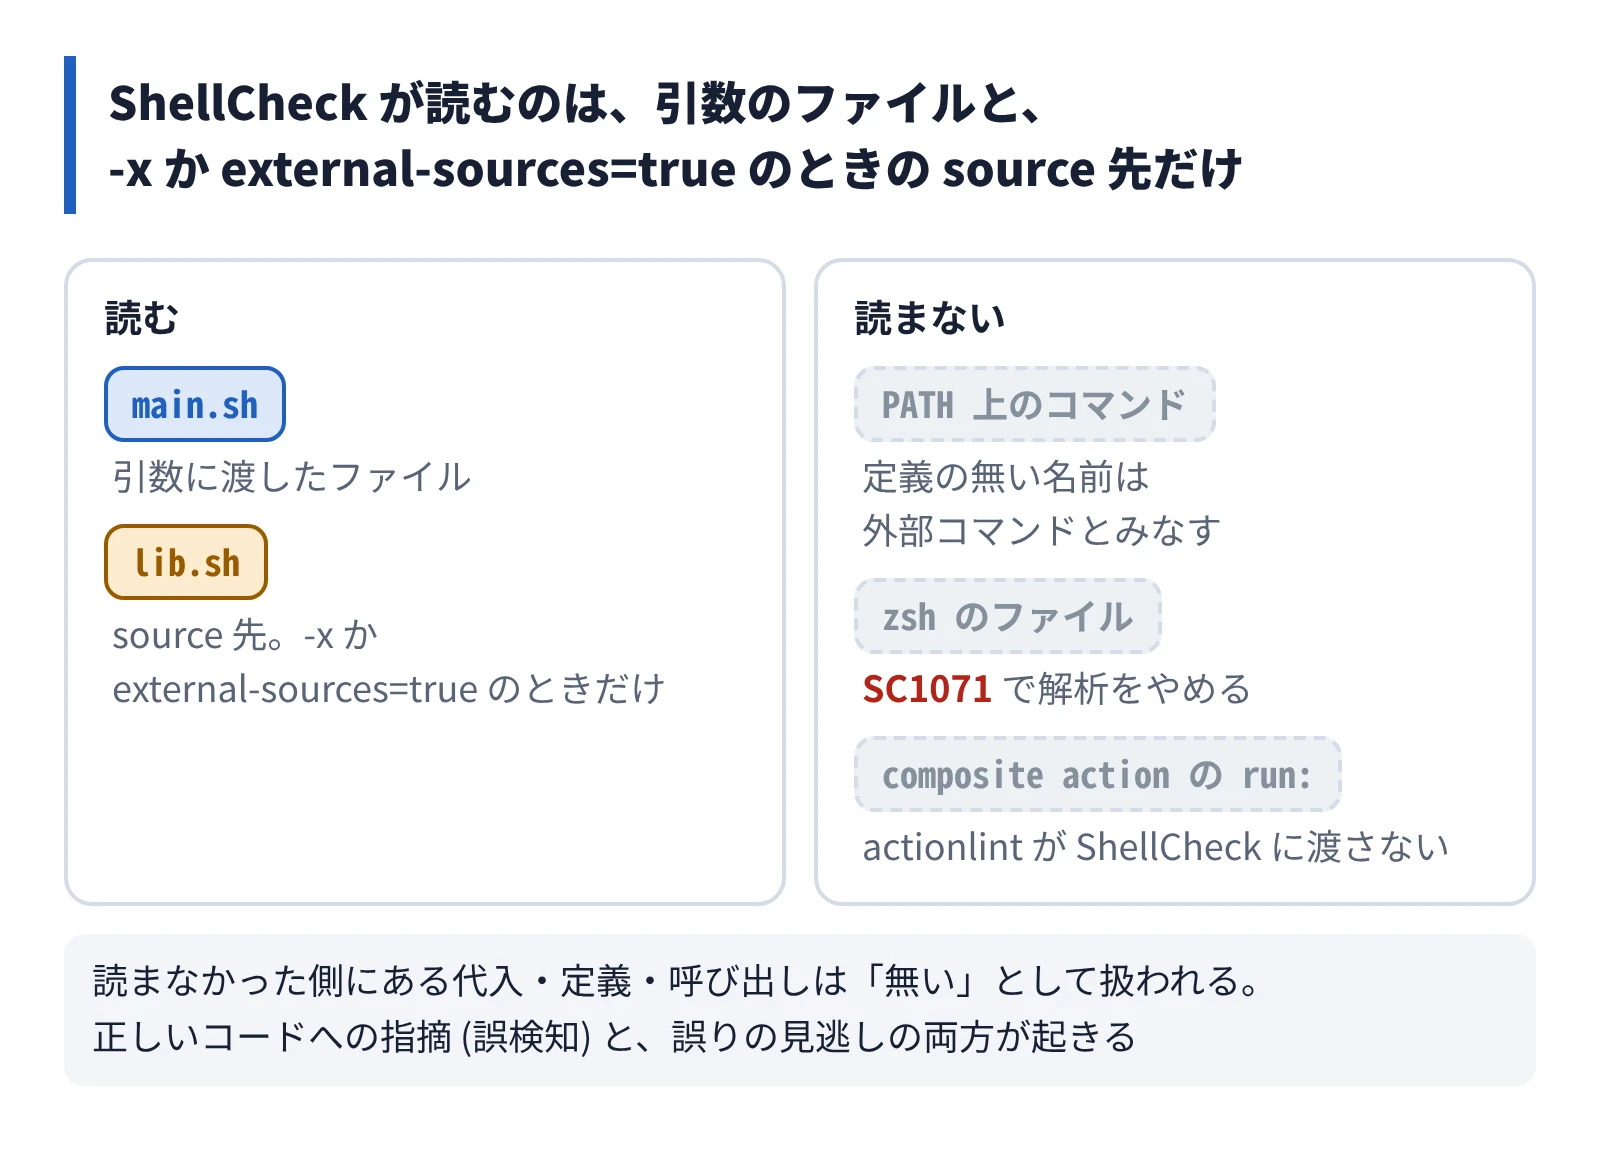 ShellCheck が読むのは、引数のファイルと、
-x か external-sources=true のときの source 先だけ
読む
main.sh
引数に渡したファイル
lib.sh
source 先。-x か
external-sources=true のときだけ
読まない
PATH 上のコマンド
定義の無い名前は
外部コマンドとみなす
zsh のファイル
SC1071 で解析をやめる
composite action の run:
actionlint が ShellCheck に渡さない
読まなかった側にある代入・定義・呼び出しは「無い」として扱われる。
正しいコードへの指摘 (誤検知) と、誤りの見逃しの両方が起きる